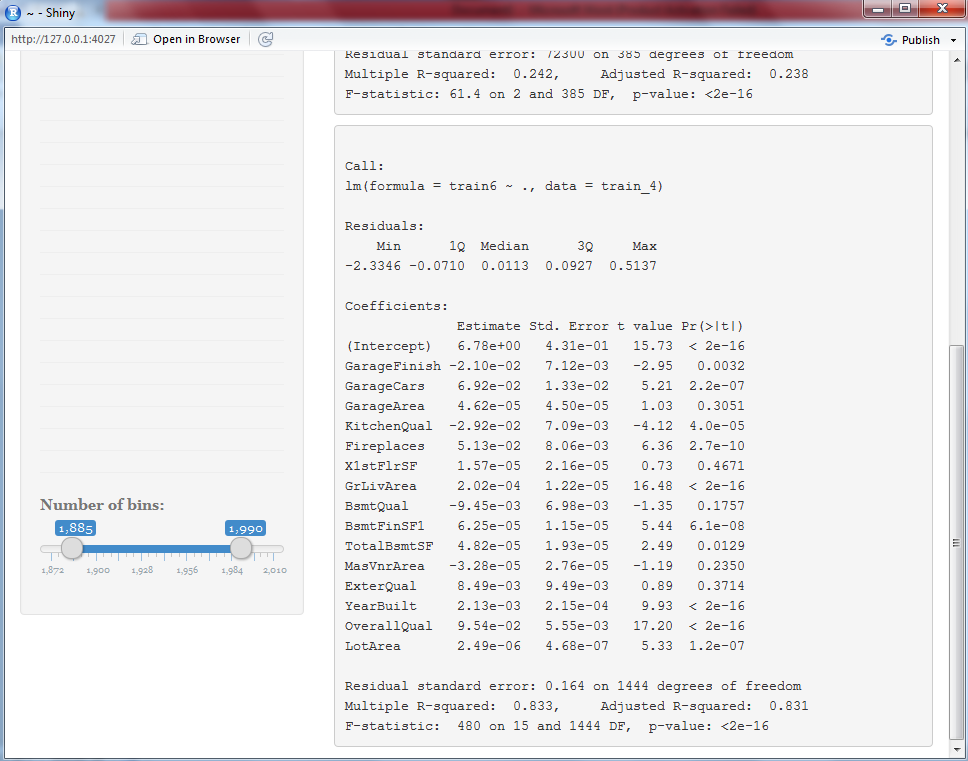 ~ - Shiny
http://127.0.0.1:4027 Open in Browser Publish
Residual standard error: 72300 on 385 degrees of freedom
Multiple R-squared:  0.242,     Adjusted R-squared:  0.238
F-statistic: 61.4 on 2 and 385 DF,  p-value: <2e-16
Call:
lm(formula = train6 ~ ., data = train_4)
Residuals:
    Min      1Q  Median      3Q     Max
-2.3346 -0.0710  0.0113  0.0927  0.5137
Coefficients:
              Estimate Std. Error t value Pr(>|t|)
(Intercept)   6.78e+00   4.31e-01   15.73  < 2e-16
GarageFinish -2.10e-02   7.12e-03   -2.95   0.0032
GarageCars    6.92e-02   1.33e-02    5.21  2.2e-07
GarageArea    4.62e-05   4.50e-05    1.03   0.3051
KitchenQual  -2.92e-02   7.09e-03   -4.12  4.0e-05
Fireplaces    5.13e-02   8.06e-03    6.36  2.7e-10
X1stFlrSF     1.57e-05   2.16e-05    0.73   0.4671
GrLivArea     2.02e-04   1.22e-05   16.48  < 2e-16
BsmtQual     -9.45e-03   6.98e-03   -1.35   0.1757
BsmtFinSF1    6.25e-05   1.15e-05    5.44  6.1e-08
TotalBsmtSF   4.82e-05   1.93e-05    2.49   0.0129
MasVnrArea   -3.28e-05   2.76e-05   -1.19   0.2350
ExterQual     8.49e-03   9.49e-03    0.89   0.3714
YearBuilt     2.13e-03   2.15e-04    9.93  < 2e-16
OverallQual   9.54e-02   5.55e-03   17.20  < 2e-16
LotArea       2.49e-06   4.68e-07    5.33  1.2e-07
Residual standard error: 0.164 on 1444 degrees of freedom
Multiple R-squared:  0.833,     Adjusted R-squared:  0.831
F-statistic:  480 on 15 and 1444 DF,  p-value: <2e-16
Number of bins:
1,885 1,990
1,872 1,900 1,928 1,956 1,984 2,010